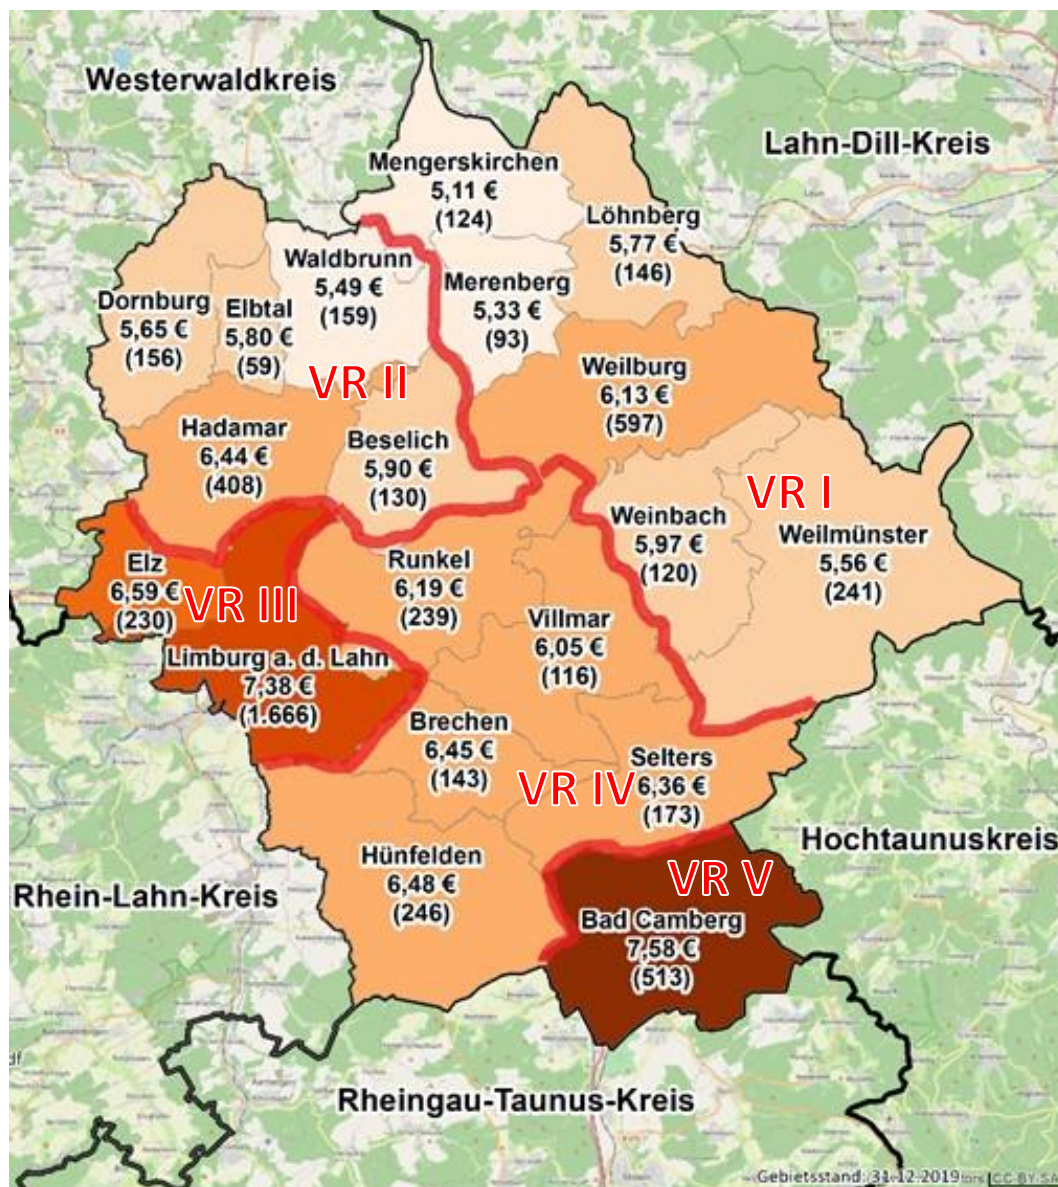 Westerwaldkreis
Lahn-Dill-Kreis
Mengerskirchen
5,11 €
(124)
Löhnberg
5,77 €
(146)
Waldbrunn
5,49 €
(159)
Merenberg
5,33 €
(93)
Dornburg
5,65 €
(156)
Elbtal
5,80 €
(59)
VR II
Weilburg
6,13 €
(597)
Hadamar
6,44 €
(408)
Beselich
5,90 €
(130)
VR I
Weinbach
5,97 €
(120)
Weilmünster
5,56 €
(241)
Elz
6,59 €
(230)
VR III
Runkel
6,19 €
(239)
Villmar
6,05 €
(116)
Limburg a. d. Lahn
7,38 €
(1.666)
Brechen
6,45 €
(143)
VR IV
Selters
6,36 €
(173)
Hochtaunuskreis
Hünfelden
6,48 €
(246)
VR V
Bad Camberg
7,58 €
(513)
Rhein-Lahn-Kreis
Rheingau-Taunus-Kreis
Gebietsstand: 31.12.2019
CC-BY-SA